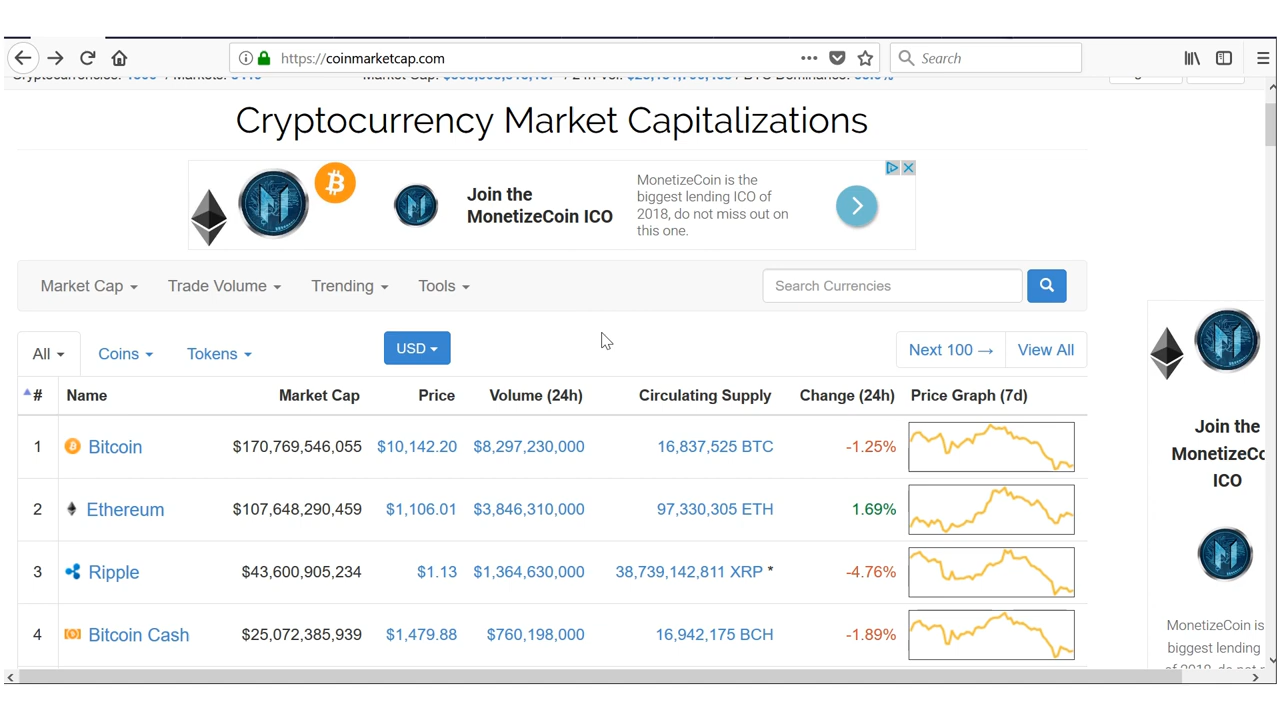 https://coinmarketcap.com
Search
Cryptocurrency Market Capitalizations
Join the
MonetizeCoin ICO
MonetizeCoin is the
biggest lending ICO of
2018, do not miss out on
this one.
Market Cap
Trade Volume
Trending
Tools
Search Currencies
All
Coins
Tokens
USD
Next 100 →
View All
# Name Market Cap Price Volume (24h) Circulating Supply Change (24h) Price Graph (7d)
1 Bitcoin $170,769,546,055 $10,142.20 $8,297,230,000 16,837,525 BTC -1.25%
2 Ethereum $107,648,290,459 $1,106.01 $3,846,310,000 97,330,305 ETH 1.69%
3 Ripple $43,600,905,234 $1.13 $1,364,630,000 38,739,142,811 XRP * -4.76%
4 Bitcoin Cash $25,072,385,939 $1,479.88 $760,198,000 16,942,175 BCH -1.89%
Join the
MonetizeCo
ICO
MonetizeCoin is
biggest lending